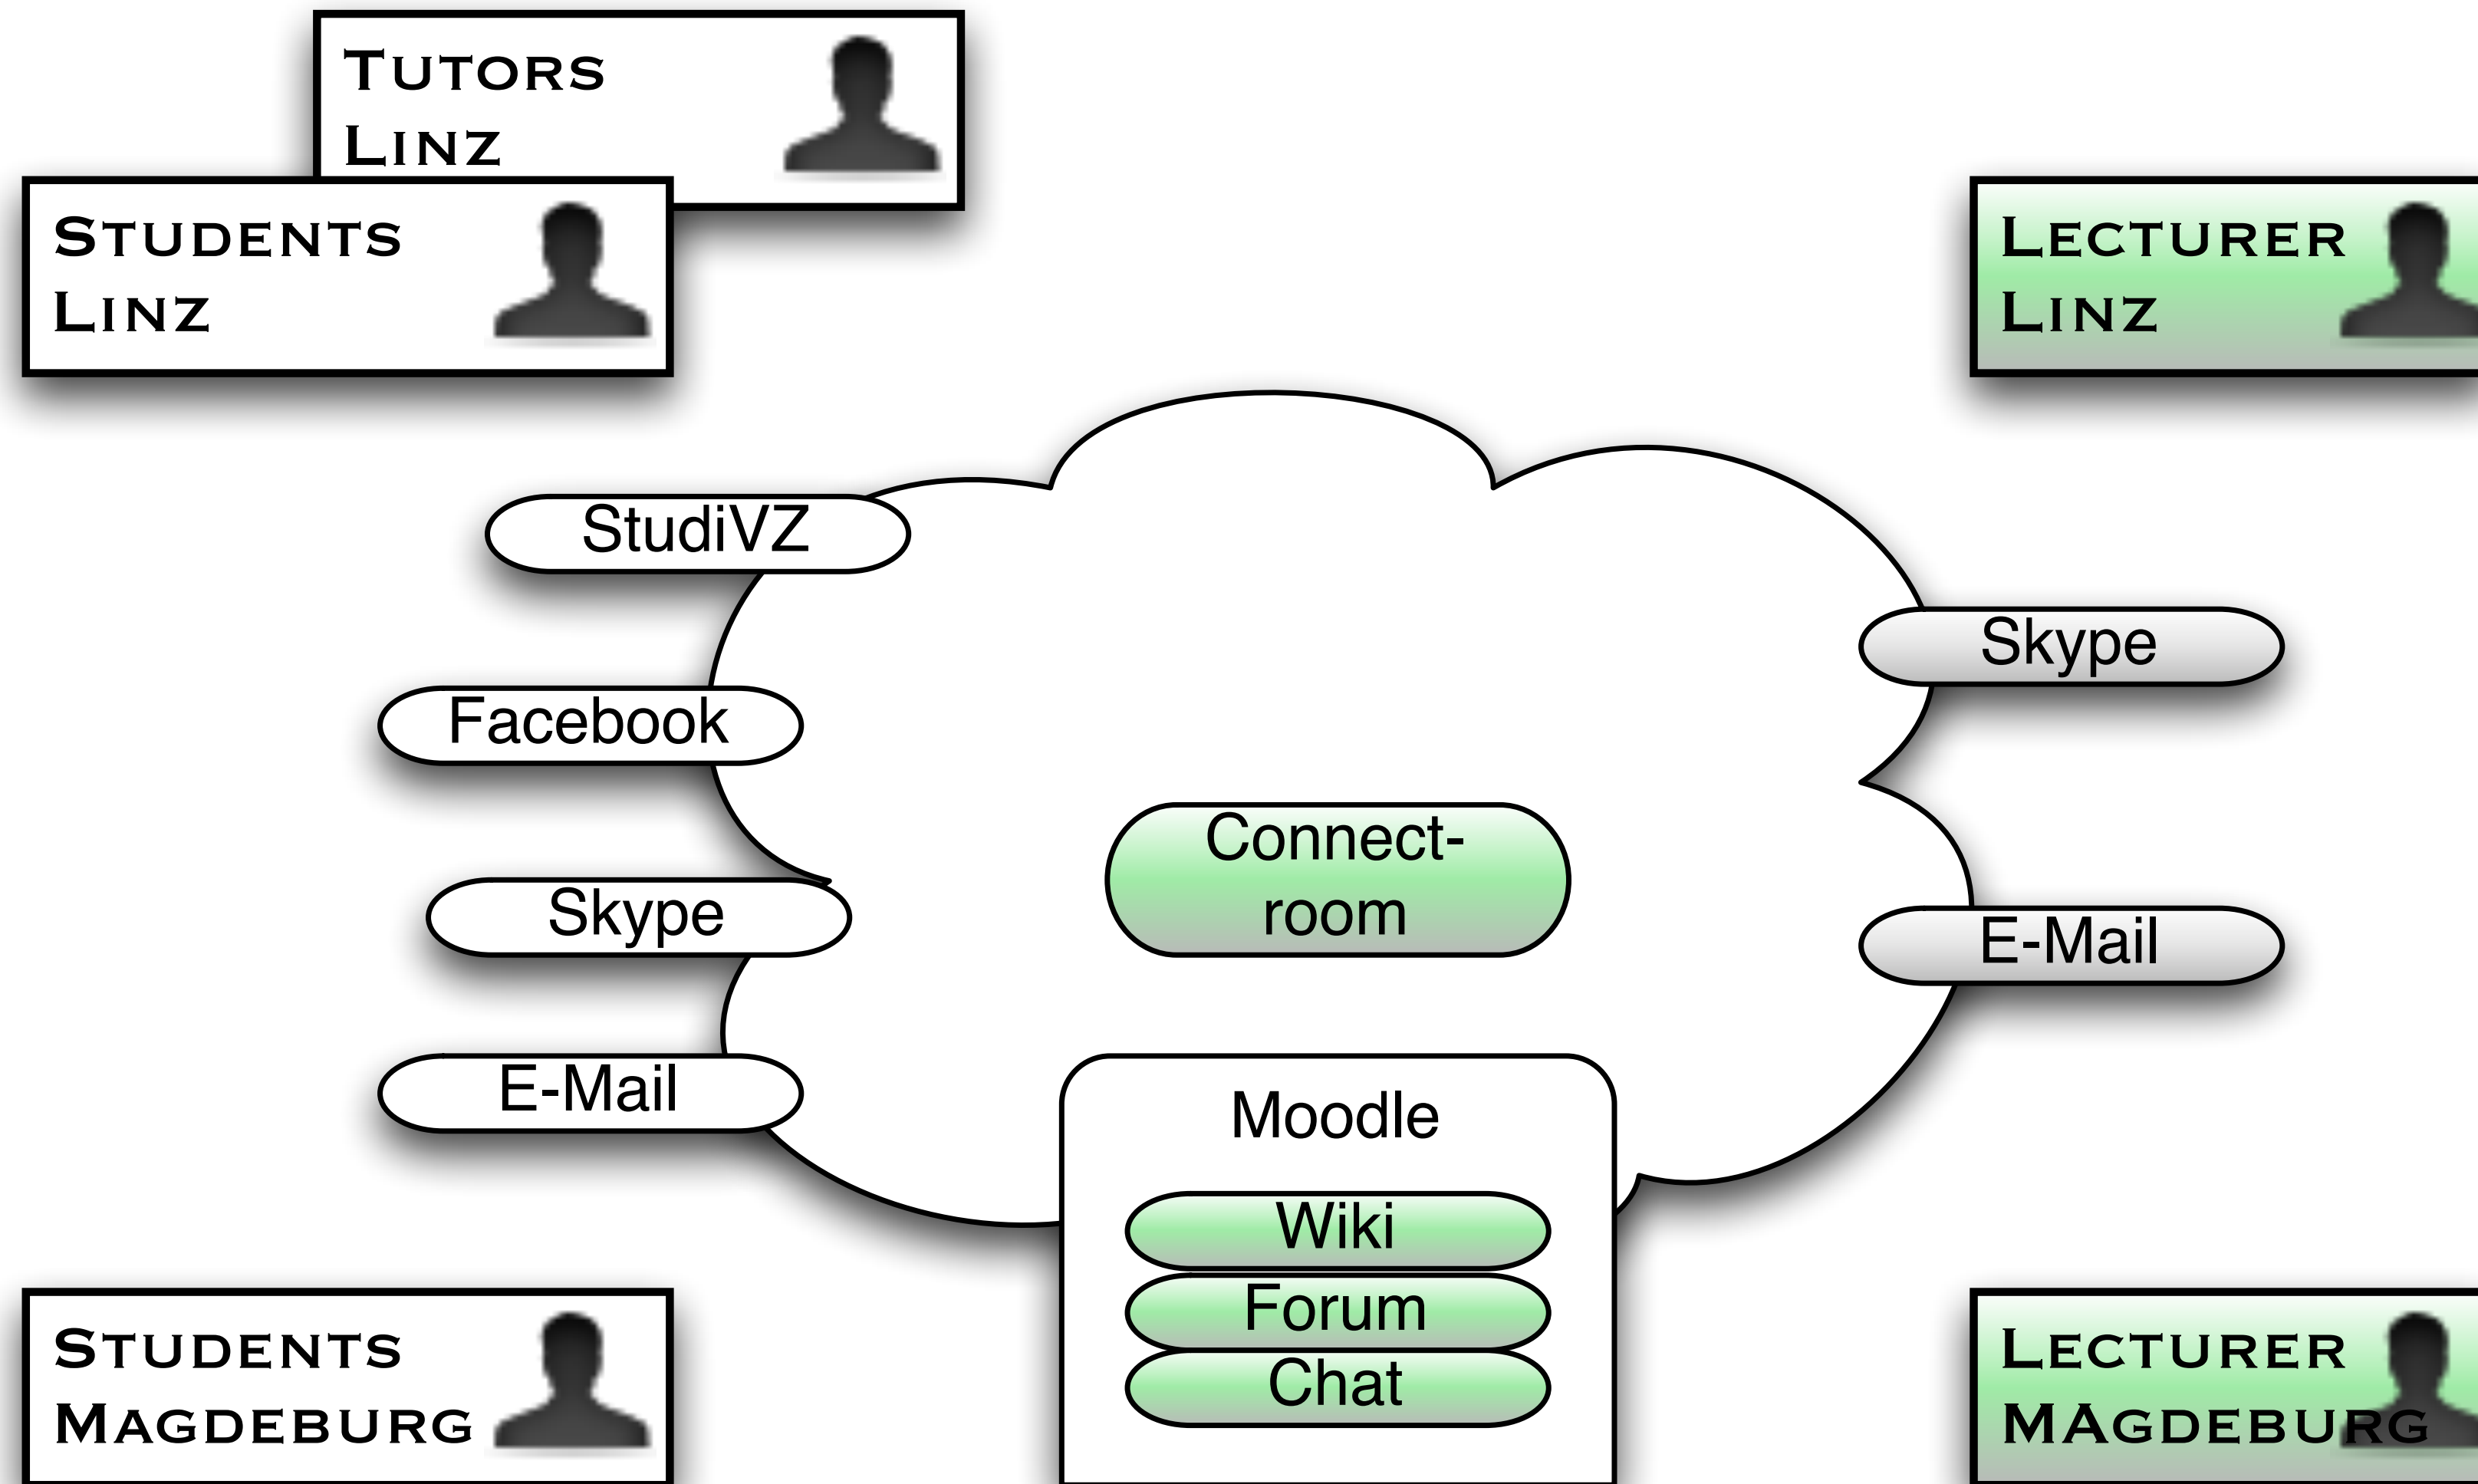 TUTORS
LINZ
STUDENTS
LINZ
LECTURER
LINZ
StudiVZ
Facebook
Skype
E-Mail
Connect-
room
Skype
E-Mail
Moodle
Wiki
Forum
Chat
STUDENTS
MAGDEBURG
LECTURER
MAGDEBURG